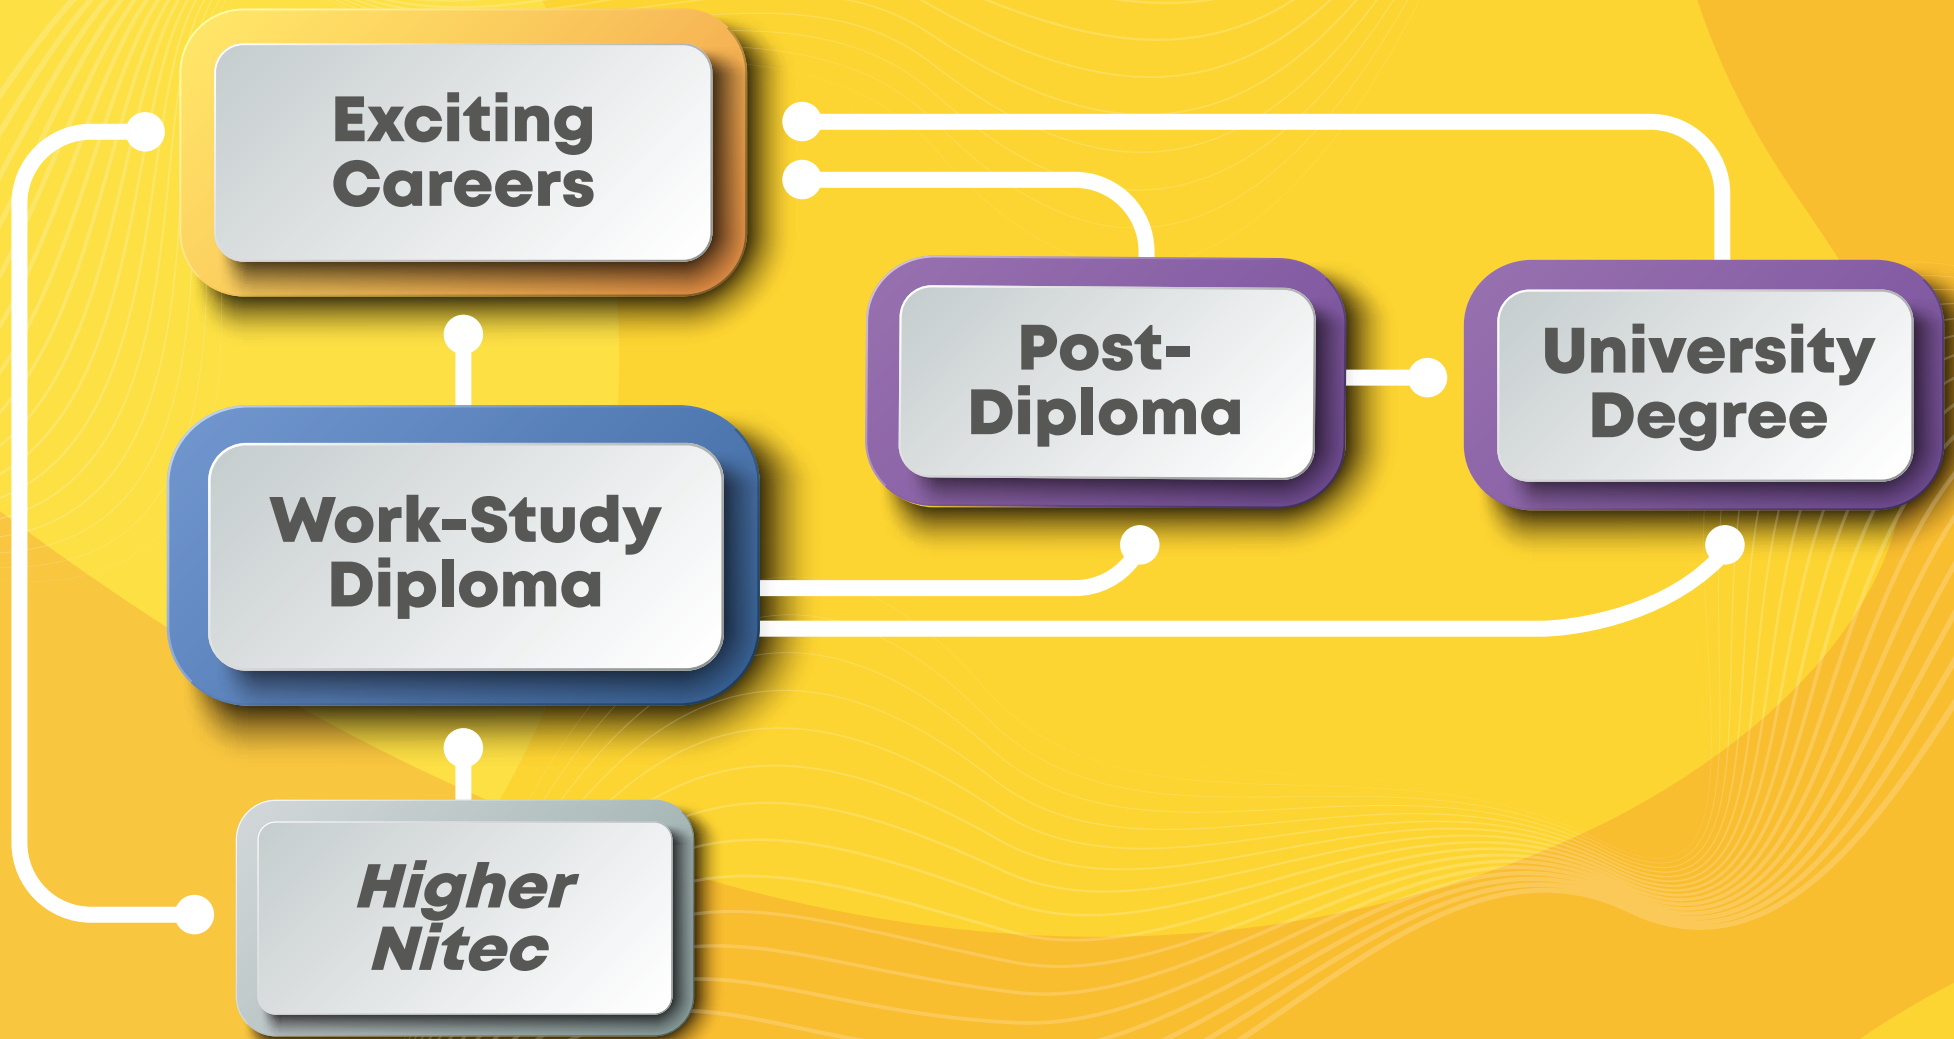 Exciting
Careers
Post-
Diploma
University
Degree
Work-Study
Diploma
Higher
Nitec